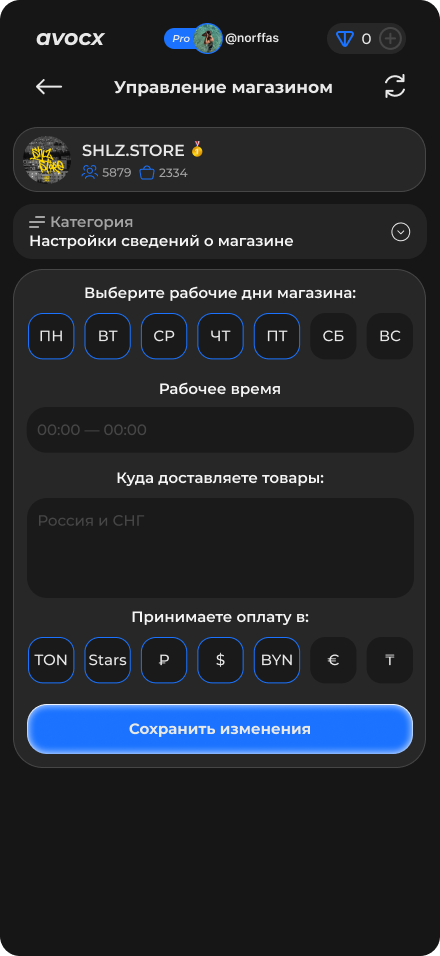 avocx
Pro @norffas
0
Управление магазином
SHLZ.STORE
5879 2334
Категория
Настройки сведений о магазине
Выберите рабочие дни магазина:
ПН ВТ СР ЧТ ПТ СБ ВС
Рабочее время
00:00 — 00:00
Куда доставляете товары:
Россия и СНГ
Принимаете оплату в:
TON Stars ₽ $ BYN € ₸
Сохранить изменения